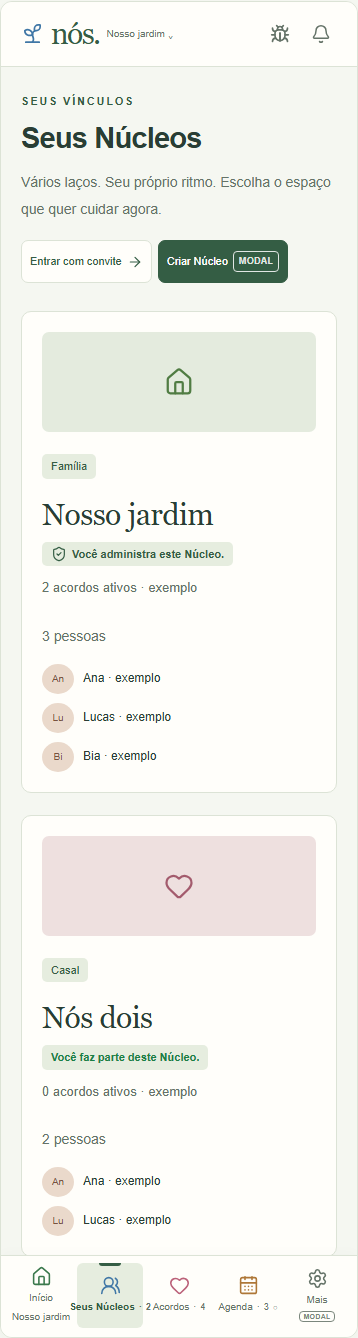 nós. Nosso jardim
SEUS VÍNCULOS
Seus Núcleos
Vários laços. Seu próprio ritmo. Escolha o espaço
que quer cuidar agora.
Entrar com convite → Criar Núcleo MODAL
Família
Nosso jardim
Você administra este Núcleo.
2 acordos ativos · exemplo
3 pessoas
An Ana · exemplo
Lu Lucas · exemplo
Bi Bia · exemplo
Casal
Nós dois
Você faz parte deste Núcleo.
0 acordos ativos · exemplo
2 pessoas
An Ana · exemplo
Lu Lucas · exemplo
Início
Nosso jardim
Seus Núcleos · 2
Acordos · 4
Agenda · 3
Mais
MODAL